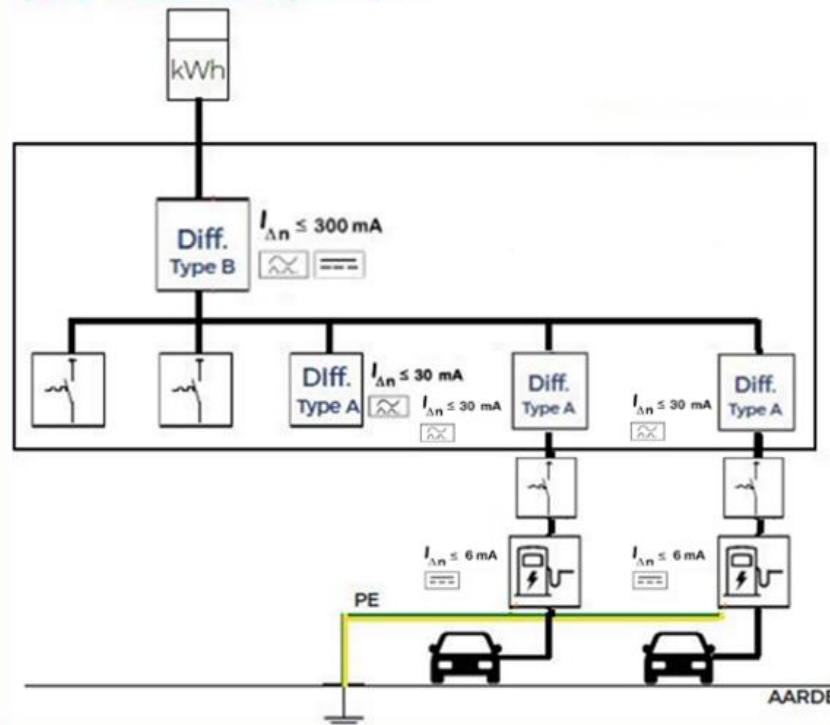 kWh
Diff.
Type B
IΔn ≤ 300 mA
DIff.
Type A
IΔn ≤ 30 mA
IΔn ≤ 30 mA
Diff.
Type A
IΔn ≤ 30 mA
Diff.
Type A
IΔn ≤ 6 mA
IΔn ≤ 6 mA
PE
AARDE